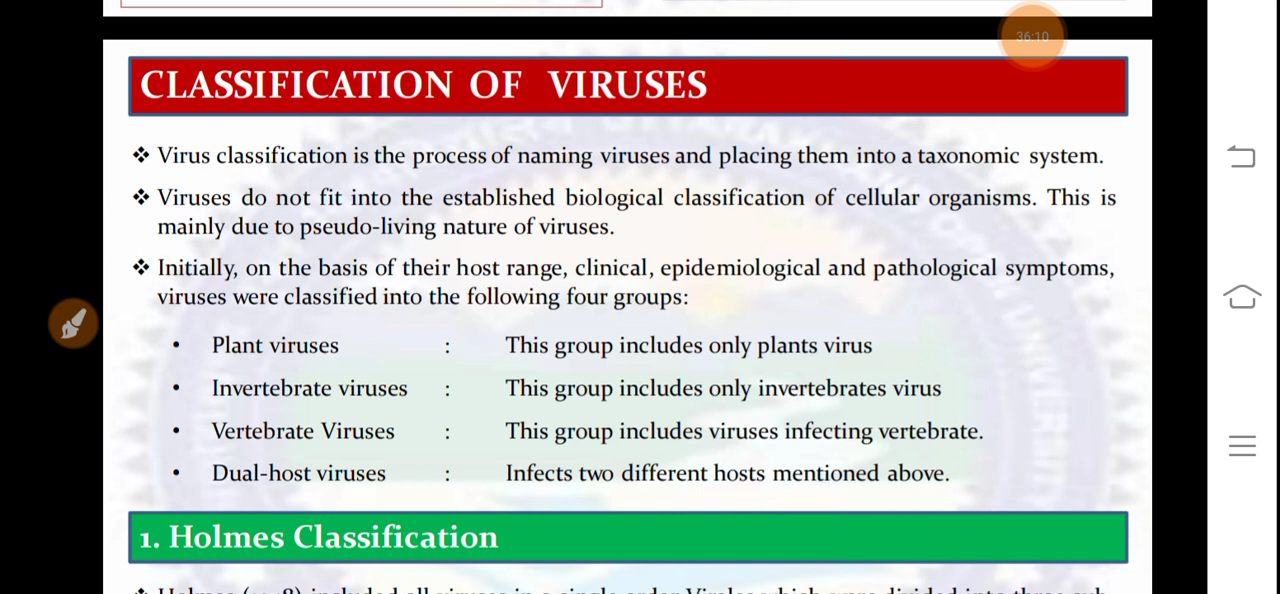 36:10
CLASSIFICATION OF VIRUSES
❖ Virus classification is the process of naming viruses and placing them into a taxonomic system.
❖ Viruses do not fit into the established biological classification of cellular organisms. This is
mainly due to pseudo-living nature of viruses.
❖ Initially, on the basis of their host range, clinical, epidemiological and pathological symptoms,
viruses were classified into the following four groups:
• Plant viruses : This group includes only plants virus
• Invertebrate viruses : This group includes only invertebrates virus
• Vertebrate Viruses : This group includes viruses infecting vertebrate.
• Dual-host viruses : Infects two different hosts mentioned above.
1. Holmes Classification